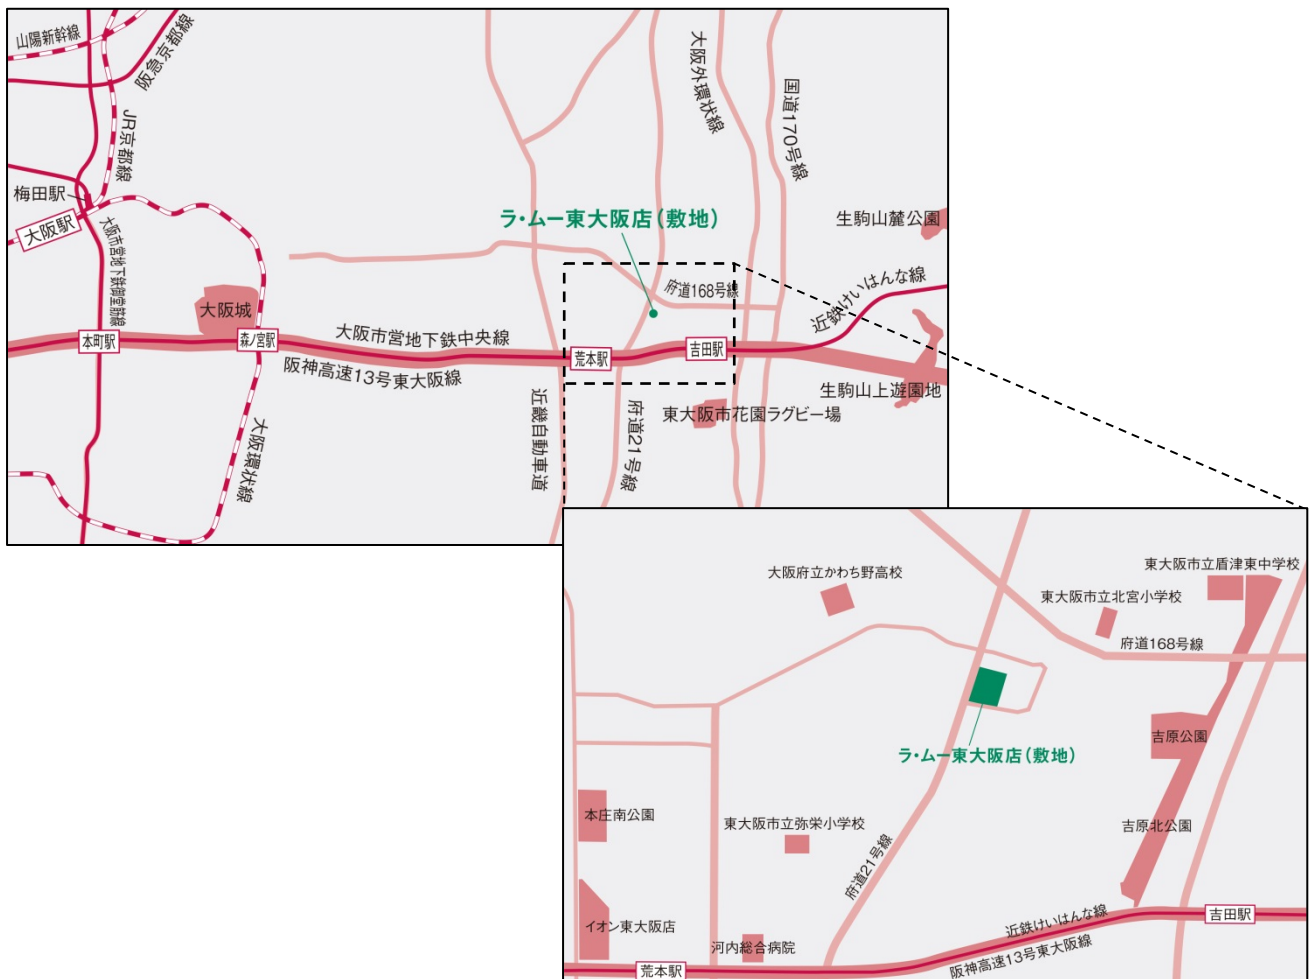 山陽新幹線
阪急京都線
JR京都線
梅田駅
大阪駅
大阪市営地下鉄御堂筋線
大阪城
本町駅
森ノ宮駅
大阪市営地下鉄中央線
阪神高速13号東大阪線
大阪環状線
大阪外環状線
国道170号線
ラ・ムー東大阪店(敷地)
府道168号線
生駒山麓公園
近鉄けいはんな線
荒本駅
吉田駅
生駒山上遊園地
東大阪市花園ラグビー場
近畿自動車道
府道21号線
大阪府立かわち野高校
東大阪市立盾津東中学校
東大阪市立北宮小学校
府道168号線
ラ・ムー東大阪店(敷地)
吉原公園
本庄南公園
東大阪市立弥栄小学校
吉原北公園
府道21号線
イオン東大阪店
河内総合病院
近鉄けいはんな線
阪神高速13号東大阪線
吉田駅
荒本駅